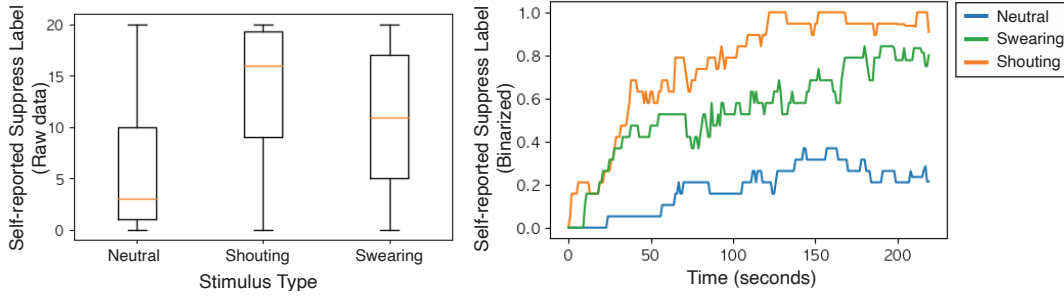 Self-reported Suppress Label
(Raw data)
20
15
10
5
0
Neutral
Shouting
Swearing
Stimulus Type
Self-reported Suppress Label
(Binarized)
1.0
0.8
0.6
0.4
0.2
0.0
0
50
100
150
200
Time (seconds)
Neutral
Swearing
Shouting